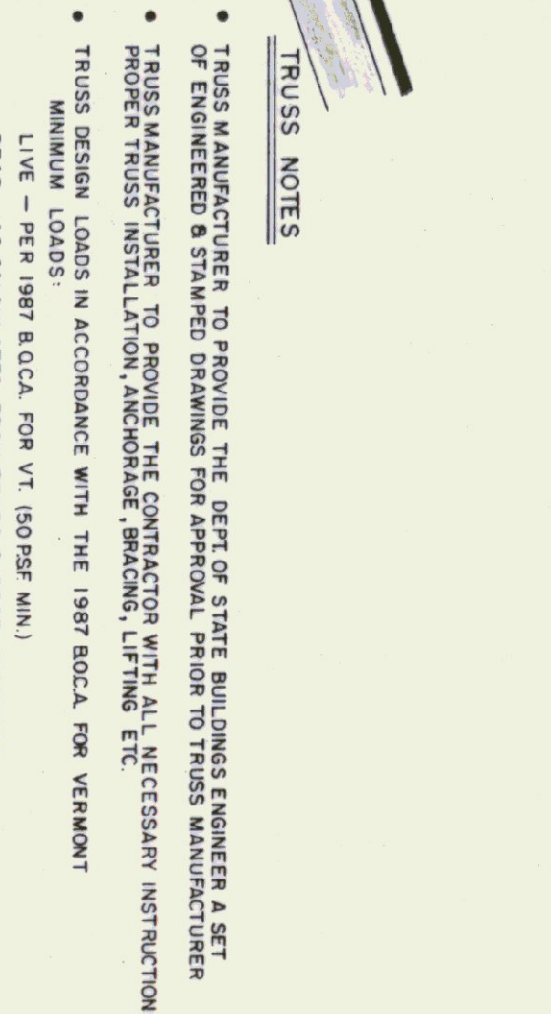 TRUSS NOTES
• TRUSS MANUFACTURER TO PROVIDE THE DEPT. OF STATE BUILDINGS ENGINEER A SET
OF ENGINEERED & STAMPED DRAWINGS FOR APPROVAL PRIOR TO TRUSS MANUFACTURER
• TRUSS MANUFACTURER TO PROVIDE THE CONTRACTOR WITH ALL NECESSARY INSTRUCTION
PROPER TRUSS INSTALLATION, ANCHORAGE, BRACING, LIFTING ETC.
• TRUSS DESIGN LOADS IN ACCORDANCE WITH THE 1987 B.O.C.A. FOR VERMONT
MINIMUM LOADS:
LIVE — PER 1987 B.O.C.A. FOR VT. (50 P.S.F. MIN.)